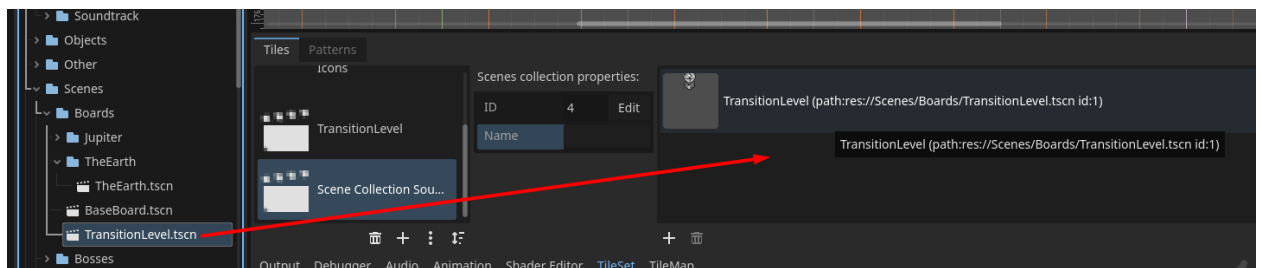 Soundtrack
Objects
Other
Scenes
Boards
Jupiter
TheEarth
TheEarth.tscn
BaseBoard.tscn
TransitionLevel.tscn
Bosses
Tiles Patterns
Icons
TransitionLevel
Scene Collection Sou...
Scenes collection properties:
ID 4 Edit
Name
TransitionLevel (path:res://Scenes/Boards/TransitionLevel.tscn id:1)
TransitionLevel (path:res://Scenes/Boards/TransitionLevel.tscn id:1)
Output Debugger Audio Animation Shader Editor TileSet TileMap